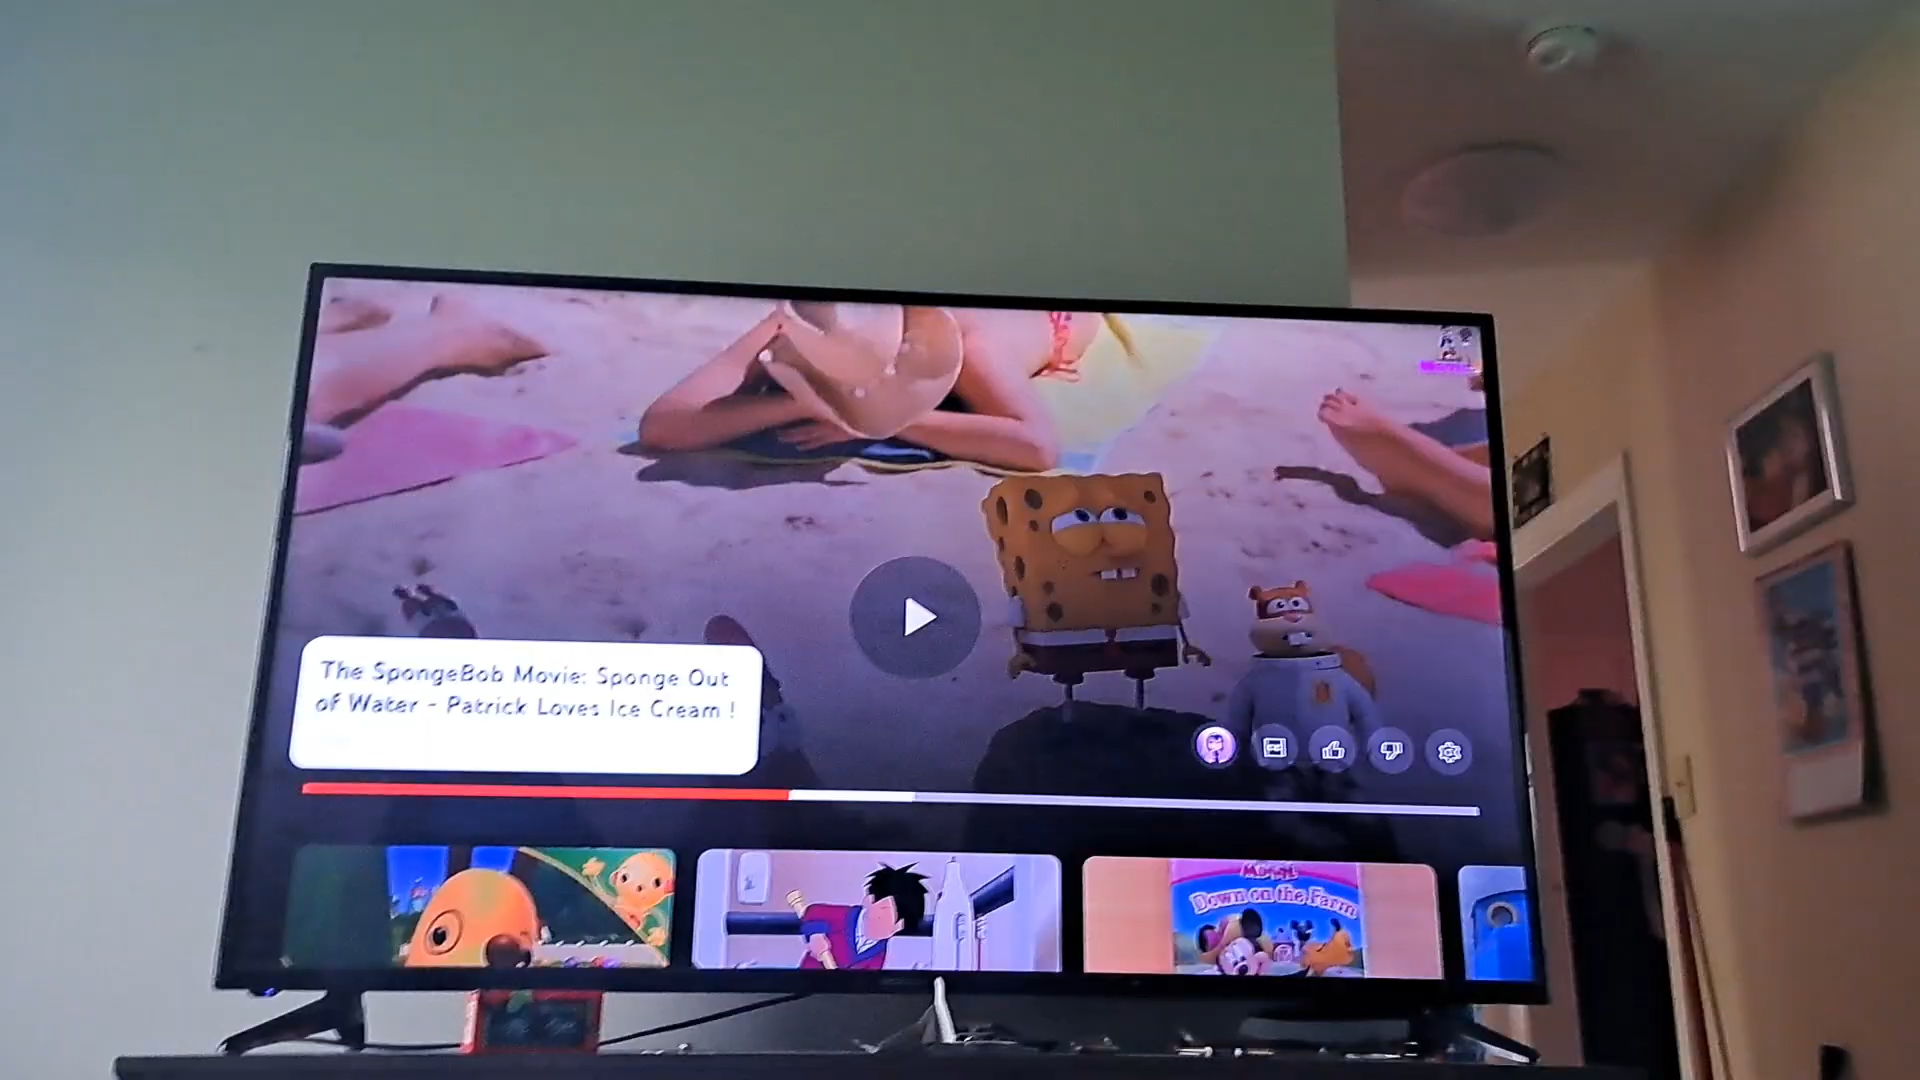 The SpongeBob Movie: Sponge Out
of Water - Patrick Loves Ice Cream !
Down on the Farm